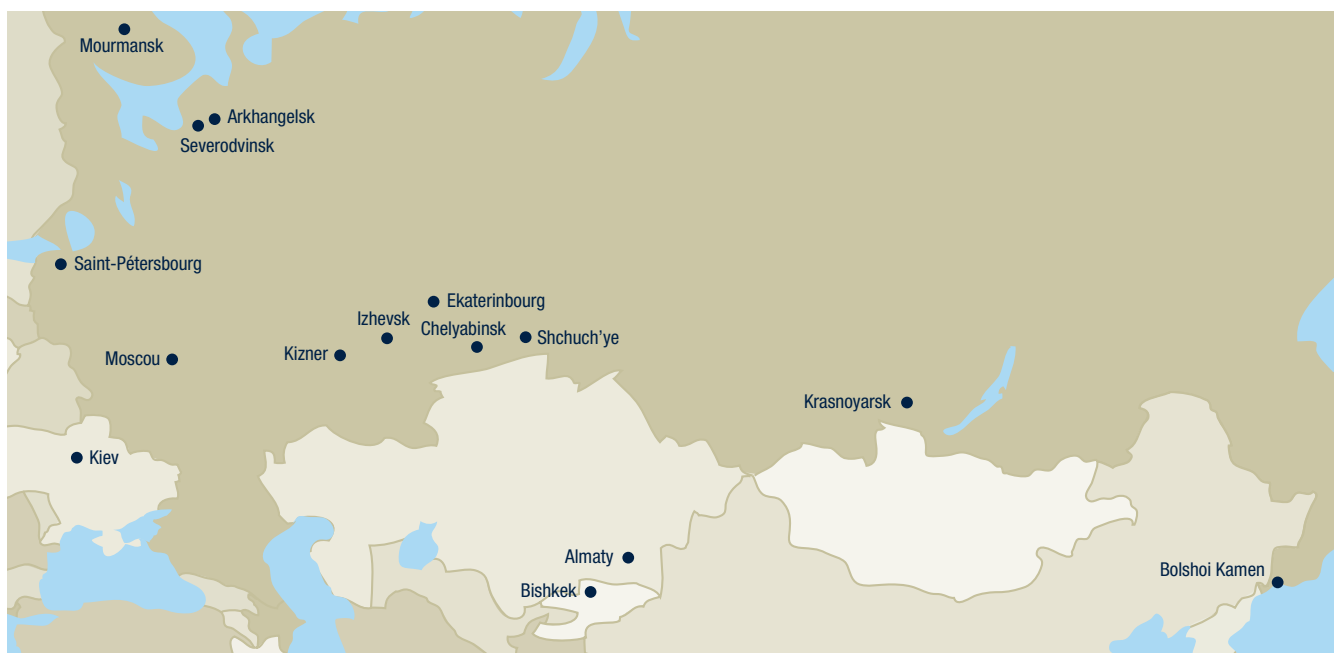 Mourmansk
Arkhangelsk
Severodvinsk
Saint-Pétersbourg
Ekaterinbourg
Izhevsk
Chelyabinsk
Shchuch’ye
Kizner
Moscou
Krasnoyarsk
Kiev
Almaty
Bishkek
Bolshoi Kamen